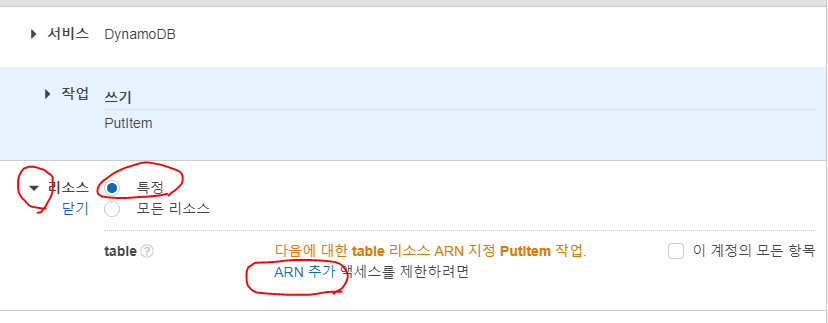 서비스 DynamoDB
작업 쓰기
PutItem
리소스 특정
닫기 모든 리소스
table 다음에 대한 table 리소스 ARN 지정 PutItem 작업. 이 계정의 모든 항목
ARN 추가 액세스를 제한하려면